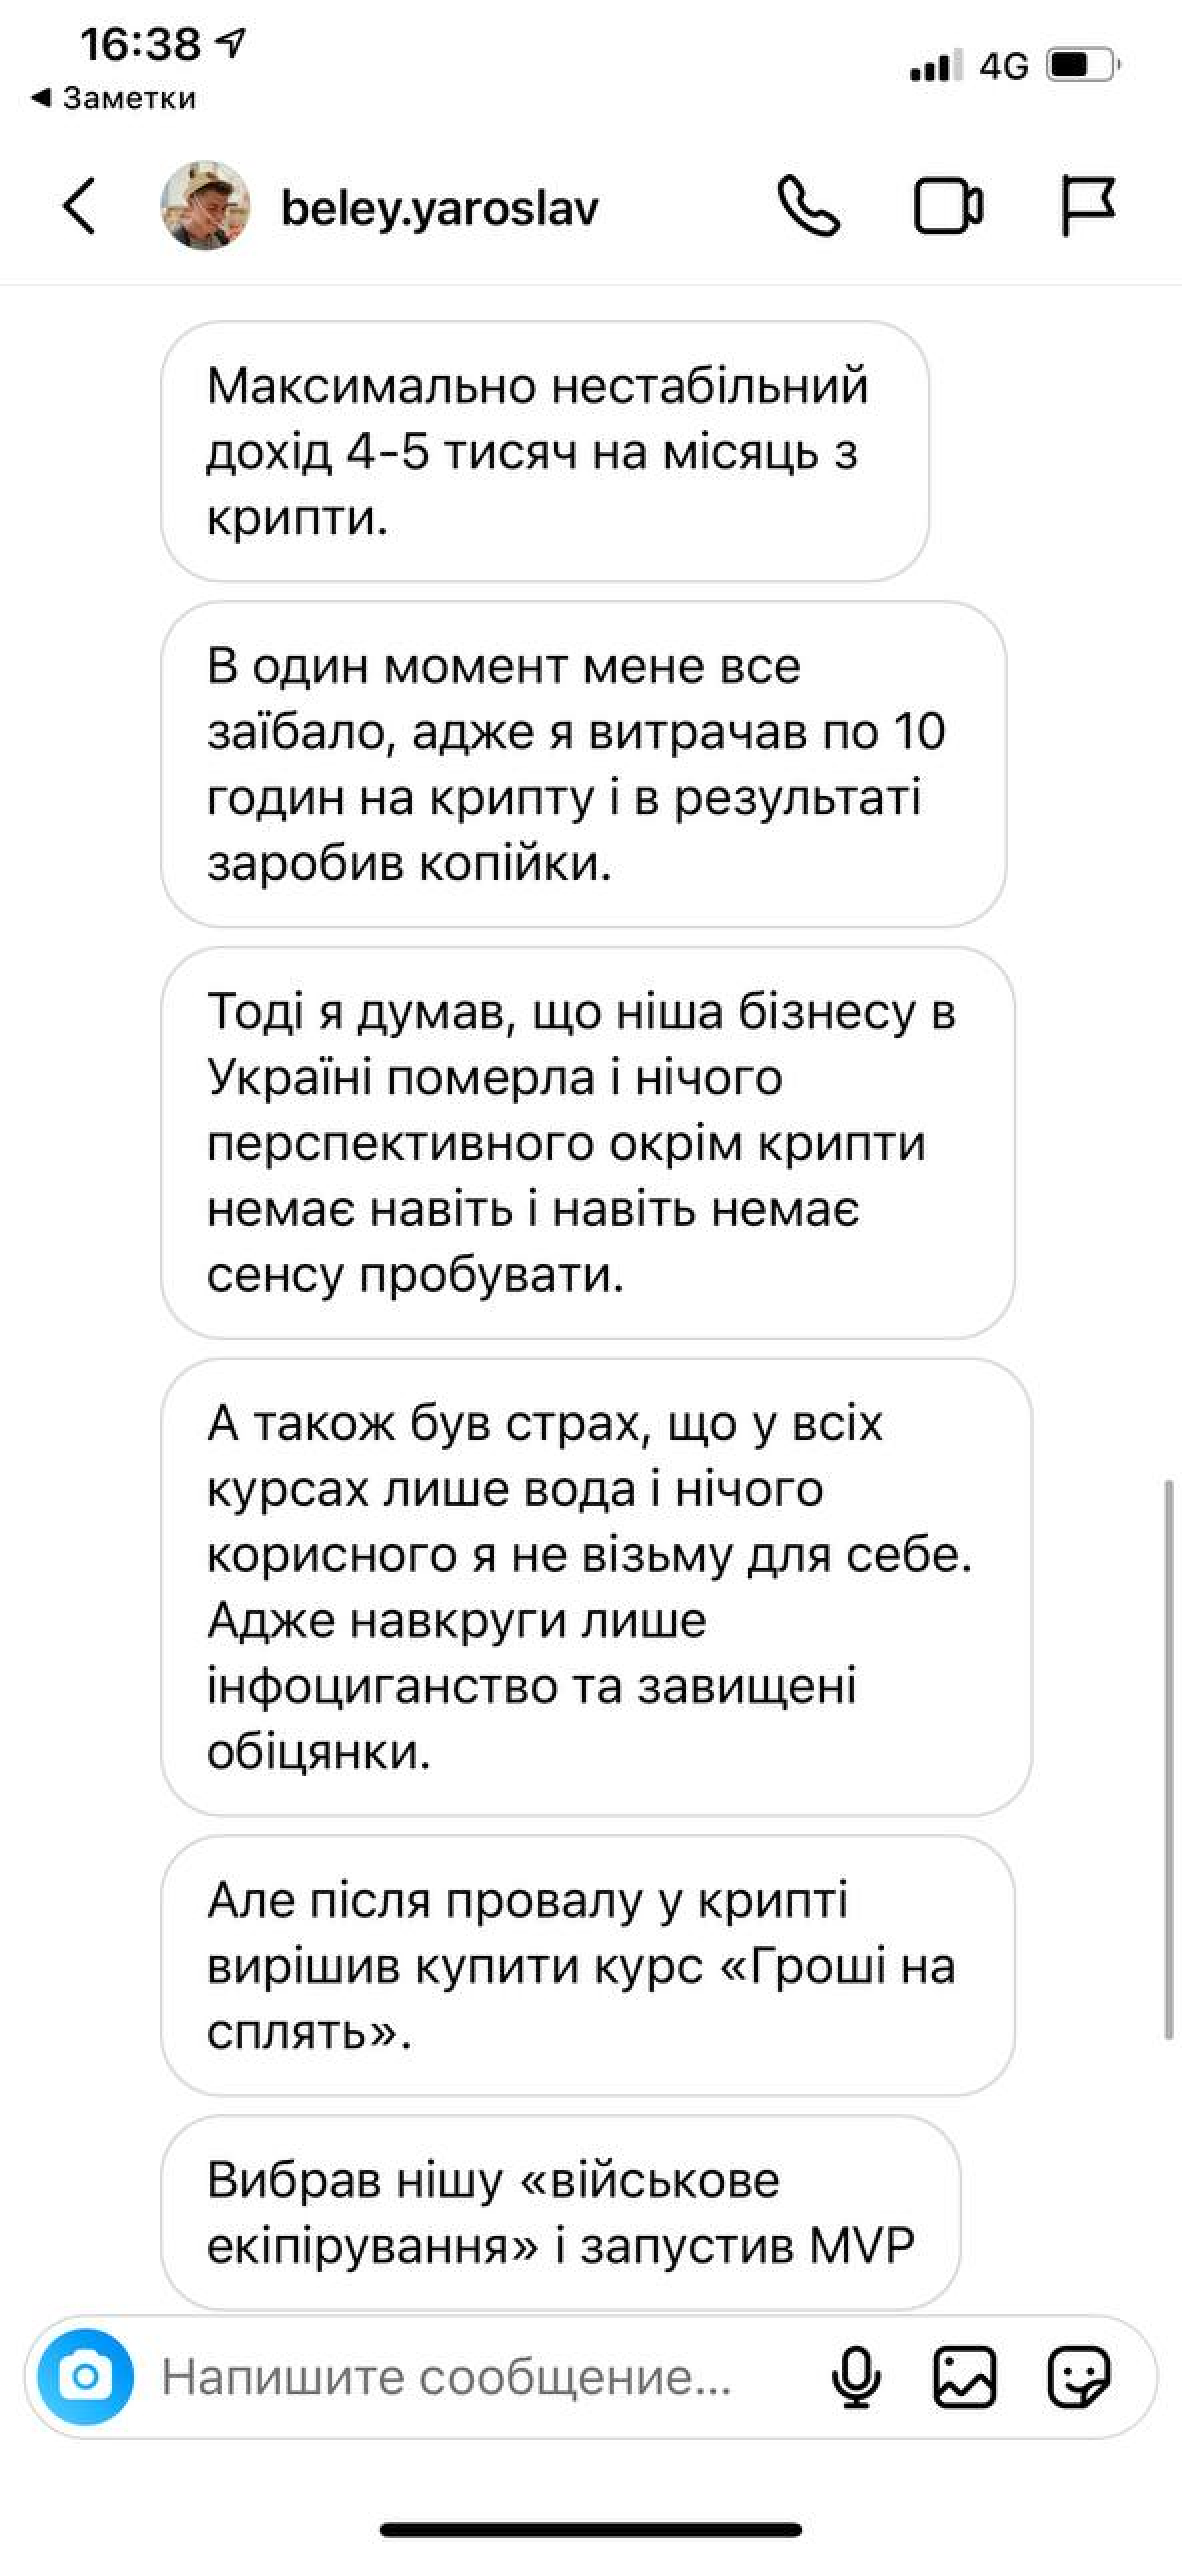 16:38
4G
Заметки
beley.yaroslav
Максимально нестабільний
дохід 4-5 тисяч на місяць з
крипти.
В один момент мене все
заїбало, адже я витрачав по 10
годин на крипту і в результаті
заробив копійки.
Тоді я думав, що ніша бізнесу в
Україні померла і нічого
перспективного окрім крипти
немає навіть і навіть немає
сенсу пробувати.
А також був страх, що у всіх
курсах лише вода і нічого
корисного я не візьму для себе.
Адже навкруги лише
інфоциганство та завищені
обіцянки.
Але після провалу у крипті
вирішив купити курс «Гроші на
сплять».
Вибрав нішу «військове
екіпірування» і запустив MVP
Напишите сообщение...